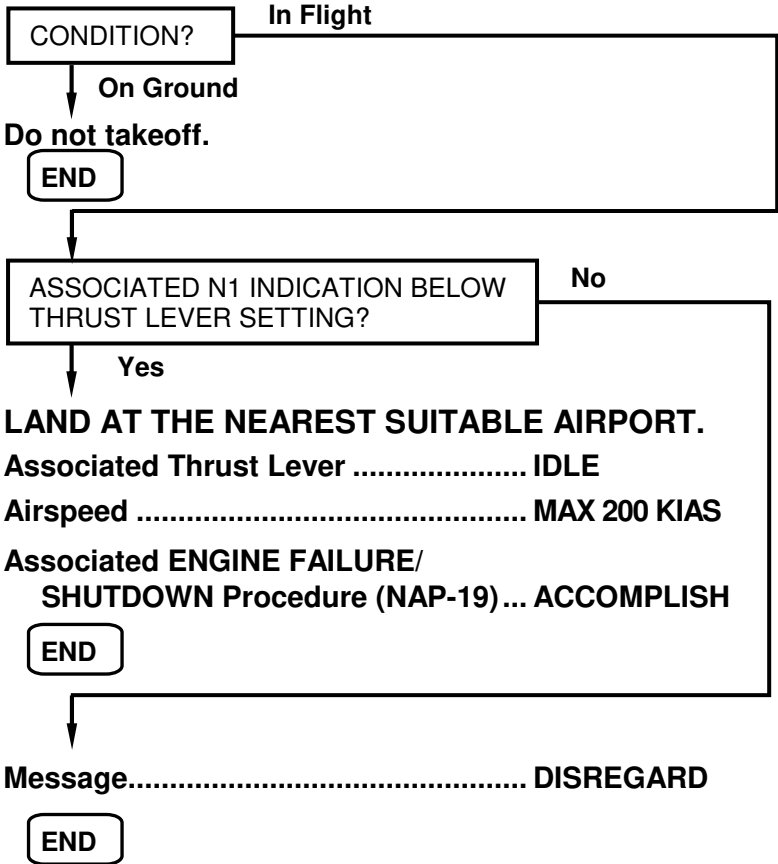 In Flight
CONDITION?
On Ground
Do not takeoff.
END
ASSOCIATED N1 INDICATION BELOW
THRUST LEVER SETTING?
No
Yes
LAND AT THE NEAREST SUITABLE AIRPORT.
Associated Thrust Lever ..................... IDLE
Airspeed ............................................... MAX 200 KIAS
Associated ENGINE FAILURE/
SHUTDOWN Procedure (NAP-19) ... ACCOMPLISH
END
Message................................................ DISREGARD
END